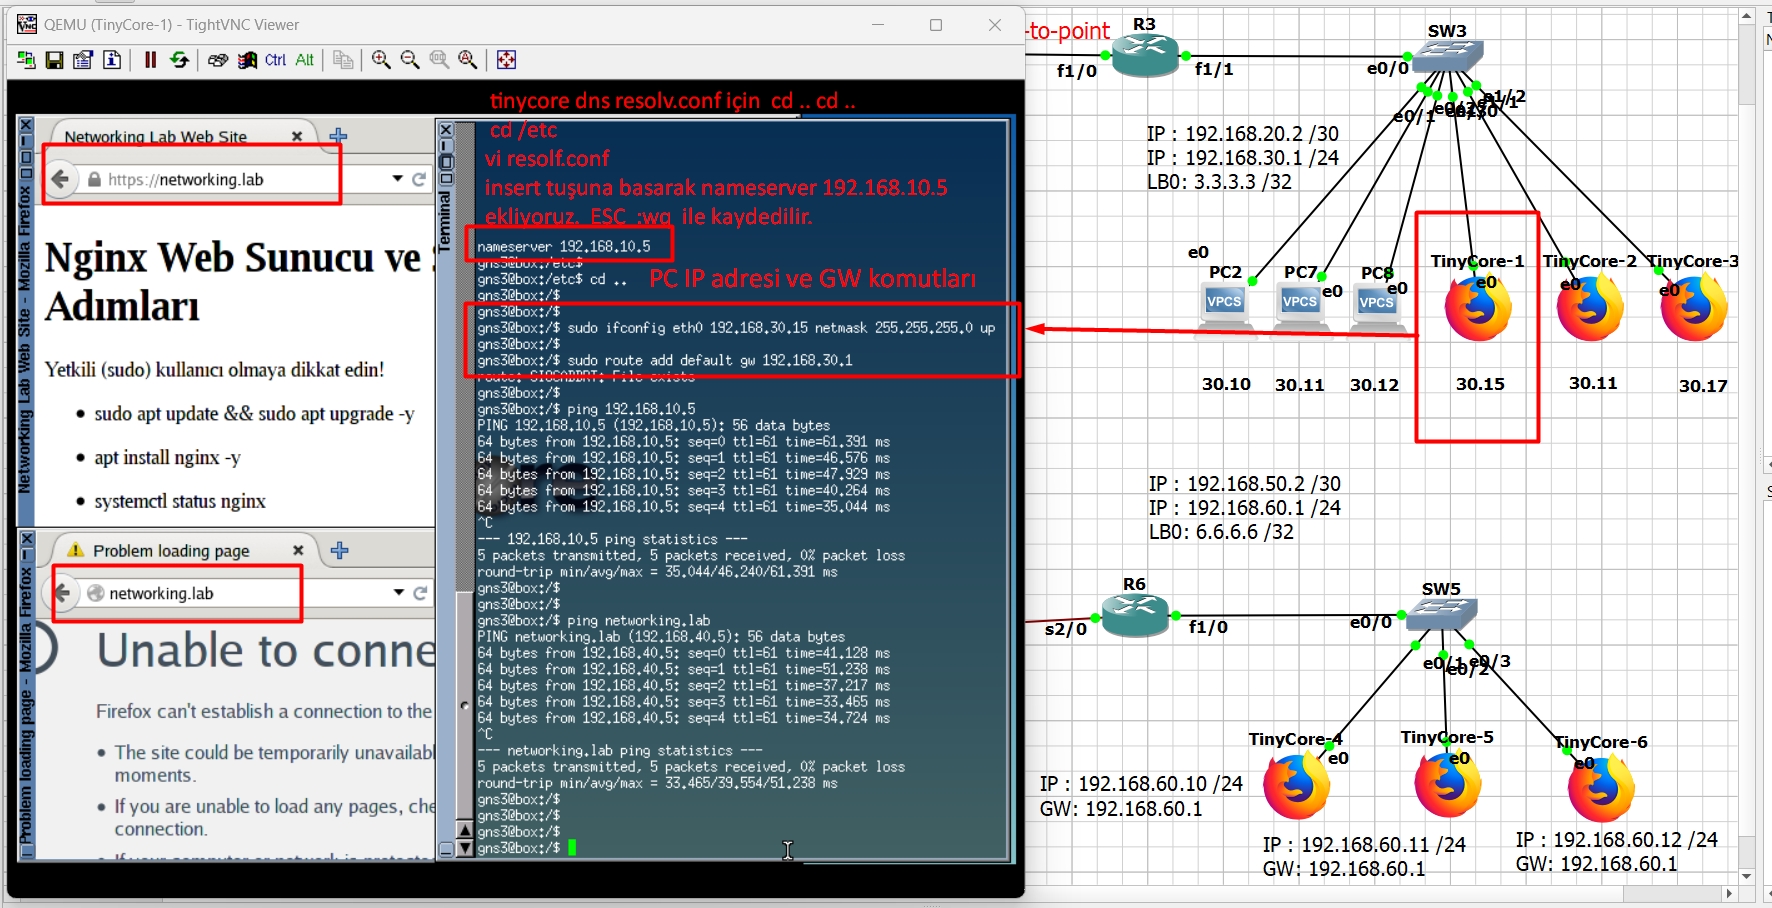 QEMU (TinyCore-1) - TightVNC Viewer
Ctrl Alt
tinycore dns resolv.conf için cd .. cd ..
cd /etc
vi resolf.conf
insert tuşuna basarak nameserver 192.168.10.5
ekliyoruz. ESC :wq ile kaydedilir.
PC IP adresi ve GW komutları
Networking Lab Web Site - Mozilla Firefox
Networking Lab Web Site
https://networking.lab
Nginx Web Sunucu ve
Adımları
Yetkili (sudo) kullanıcı olmaya dikkat edin!
• sudo apt update && sudo apt upgrade -y
• apt install nginx -y
• systemctl status nginx
Problem loading page - Mozilla Firefox
Problem loading page
networking.lab
Unable to conne
Firefox can't establish a connection to the
• The site could be temporarily unavailab
moments.
• If you are unable to load any pages, che
connection.
Terminal
nameserver 192.168.10.5
gns3@box:/etc$
gns3@box:/etc$ cd ..
gns3@box:/$
gns3@box:/$
gns3@box:/$ sudo ifconfig eth0 192.168.30.15 netmask 255.255.255.0 up
gns3@box:/$
gns3@box:/$ sudo route add default gw 192.168.30.1
route: SIOCADDRT: File exists
gns3@box:/$
gns3@box:/$ ping 192.168.10.5
PING 192.168.10.5 (192.168.10.5): 56 data bytes
64 bytes from 192.168.10.5: seq=0 ttl=61 time=61.391 ms
64 bytes from 192.168.10.5: seq=1 ttl=61 time=46.576 ms
64 bytes from 192.168.10.5: seq=2 ttl=61 time=47.929 ms
64 bytes from 192.168.10.5: seq=3 ttl=61 time=40.264 ms
64 bytes from 192.168.10.5: seq=4 ttl=61 time=35.044 ms
^C
--- 192.168.10.5 ping statistics ---
5 packets transmitted, 5 packets received, 0% packet loss
round-trip min/avg/max = 35.044/46.240/61.391 ms
gns3@box:/$
gns3@box:/$
gns3@box:/$ ping networking.lab
PING networking.lab (192.168.40.5): 56 data bytes
64 bytes from 192.168.40.5: seq=0 ttl=61 time=41.128 ms
64 bytes from 192.168.40.5: seq=1 ttl=61 time=51.238 ms
64 bytes from 192.168.40.5: seq=2 ttl=61 time=37.217 ms
64 bytes from 192.168.40.5: seq=3 ttl=61 time=33.465 ms
64 bytes from 192.168.40.5: seq=4 ttl=61 time=34.724 ms
^C
--- networking.lab ping statistics ---
5 packets transmitted, 5 packets received, 0% packet loss
round-trip min/avg/max = 33.465/39.554/51.238 ms
gns3@box:/$
gns3@box:/$
gns3@box:/$
gns3@box:/$
-to-point
R3
f1/0
f1/1
SW3
e0/0
e0/1
e1/2
IP : 192.168.20.2 /30
IP : 192.168.30.1 /24
LB0: 3.3.3.3 /32
e0
PC2
VPCS
30.10
PC7
e0
VPCS
30.11
PC8
e0
VPCS
30.12
TinyCore-1
e0
30.15
TinyCore-2
e0
30.11
TinyCore-3
e0
30.17
IP : 192.168.50.2 /30
IP : 192.168.60.1 /24
LB0: 6.6.6.6 /32
R6
s2/0
f1/0
SW5
e0/0
e0/1
e0/2
e0/3
TinyCore-4
e0
IP : 192.168.60.10 /24
GW: 192.168.60.1
TinyCore-5
e0
IP : 192.168.60.11 /24
GW: 192.168.60.1
TinyCore-6
e0
IP : 192.168.60.12 /24
GW: 192.168.60.1